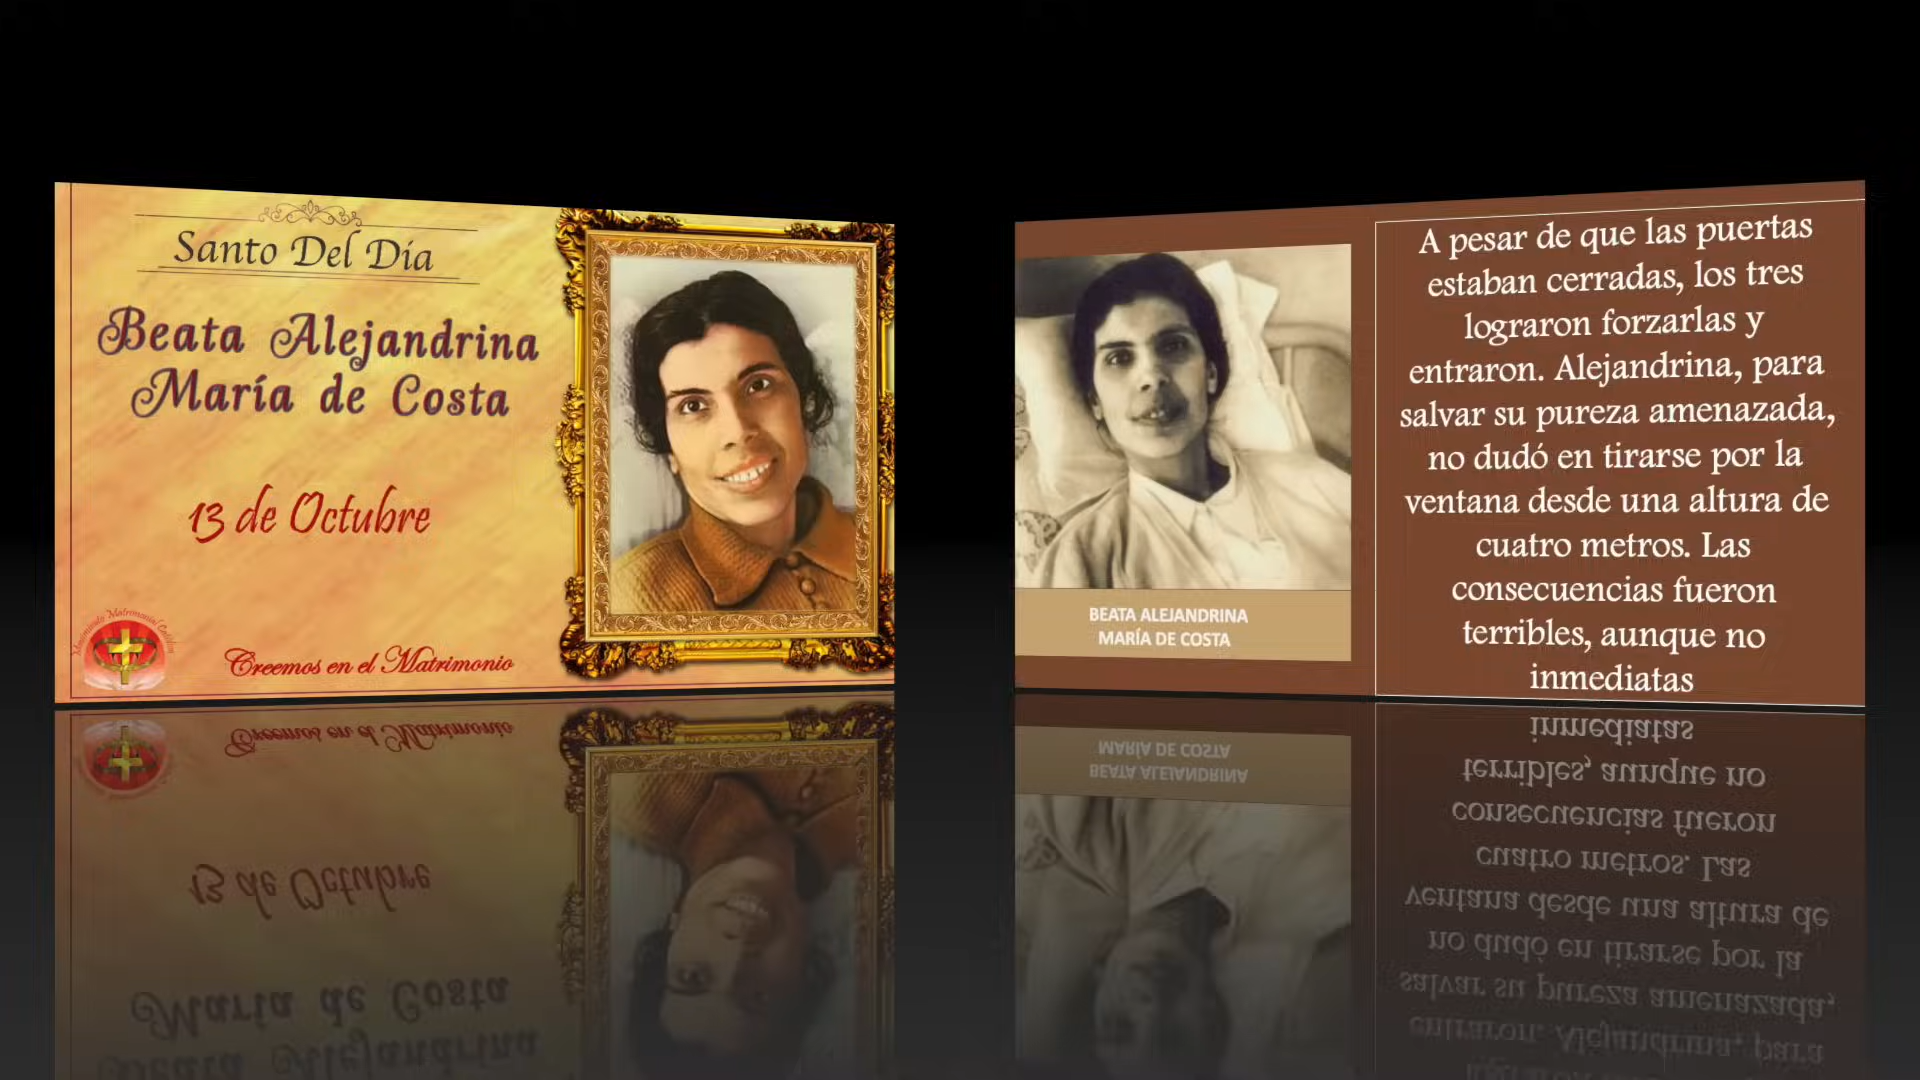 Santo Del Día
Beata Alejandrina
María de Costa
13 de Octubre
Movimiento Matrimonial Católico
Creemos en el Matrimonio
BEATA ALEJANDRINA
MARÍA DE COSTA
A pesar de que las puertas
estaban cerradas, los tres
lograron forzarlas y
entraron. Alejandrina, para
salvar su pureza amenazada,
no dudó en tirarse por la
ventana desde una altura de
cuatro metros. Las
consecuencias fueron
terribles, aunque no
inmediatas